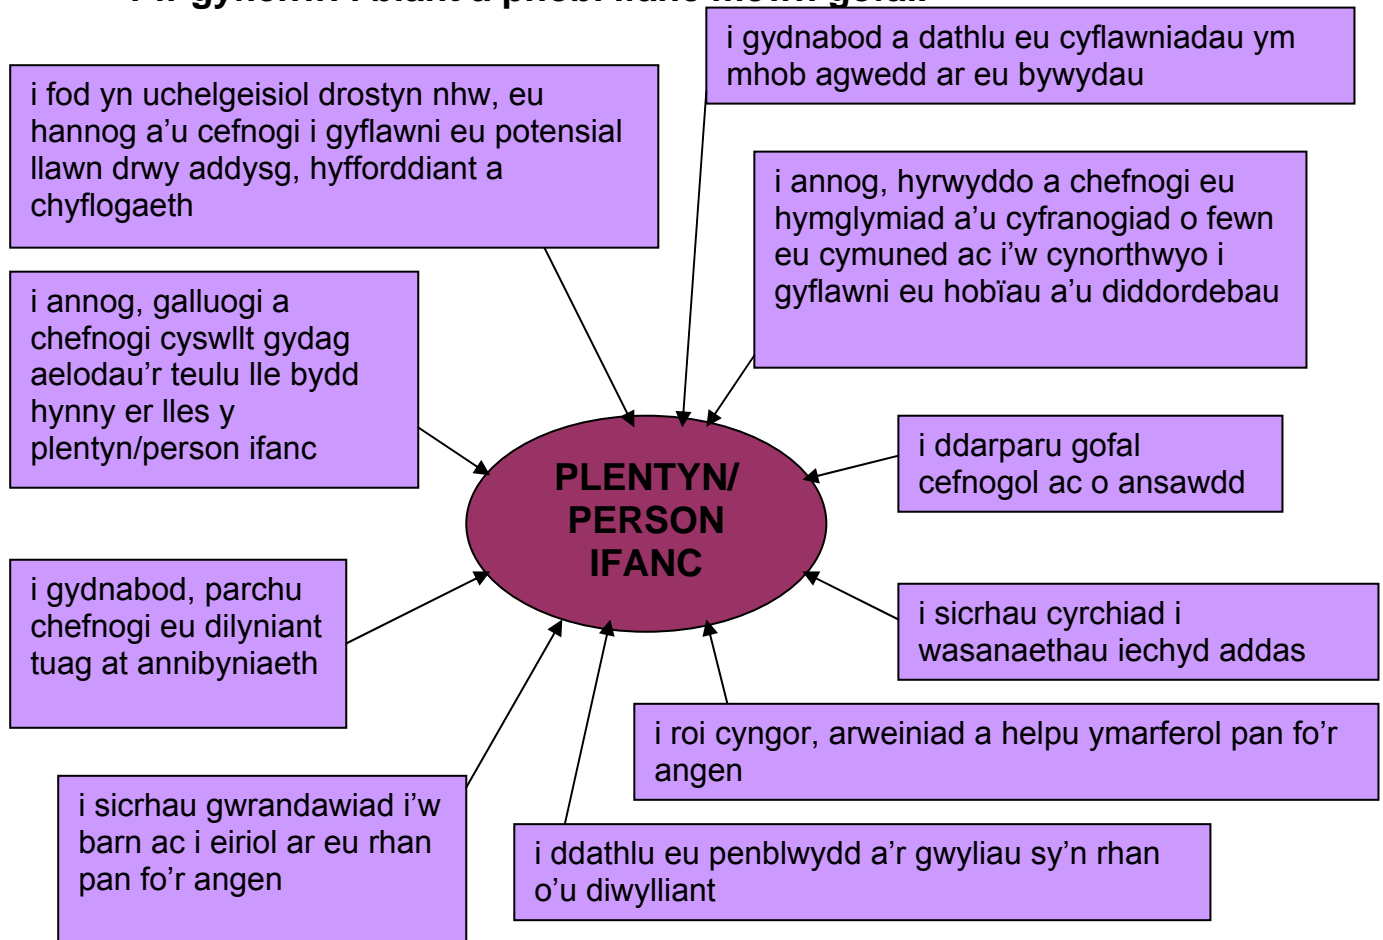 i gydnabod a dathlu eu cyflawniadau ym
mhob agwedd ar eu bywydau
i fod yn uchelgeisiol drostyn nhw, eu
hannog a'u cefnogi i gyflawni eu potensial
llawn drwy addysg, hyfforddiant a
chyflogaeth
i annog, hyrwyddo a chefnogi eu
hymglymiad a'u cyfranogiad o fewn
eu cymuned ac i'w cynorthwyo i
gyflawni eu hobïau a'u diddordebau
i annog, galluogi a
chefnogi cyswllt gydag
aelodau'r teulu lle bydd
hynny er lles y
plentyn/person ifanc
i ddarparu gofal
cefnogol ac o ansawdd
PLENTYN/
PERSON
IFANC
i gydnabod, parchu
chefnogi eu dilyniant
tuag at annibyniaeth
i sicrhau cyrchiad i
wasanaethau iechyd addas
i roi cyngor, arweiniad a helpu ymarferol pan fo'r
angen
i sicrhau gwrandawiad i'w
barn ac i eiriol ar eu rhan
pan fo'r angen
i ddathlu eu penblwydd a'r gwyliau sy'n rhan
o'u diwylliant